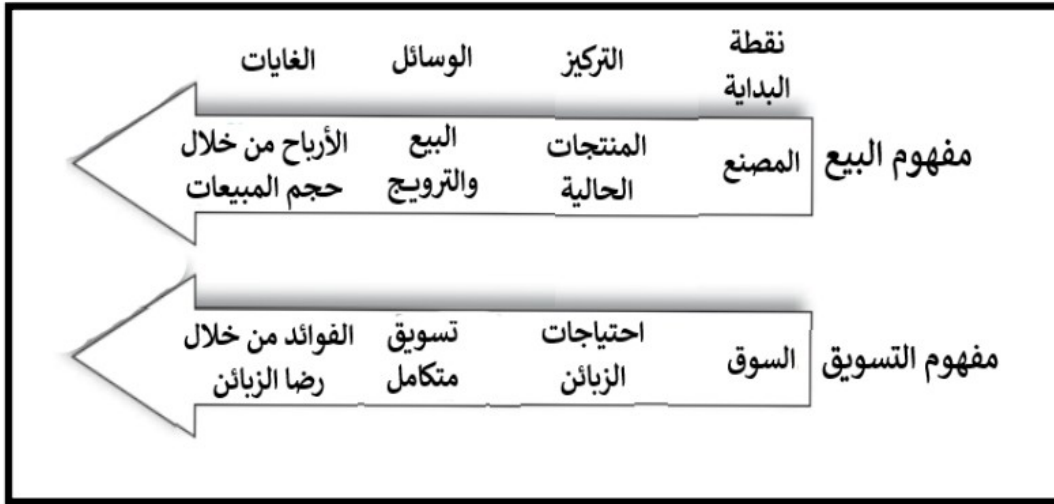 نقطة
البداية
التركيز
الوسائل
الغايات
مفهوم البيع
المصنع
المنتجات
الحالية
البيع
والترويج
الأرباح من خلال
حجم المبيعات
مفهوم التسويق
السوق
احتياجات
الزبائن
تسويق
متكامل
الفوائد من خلال
رضا الزبائن